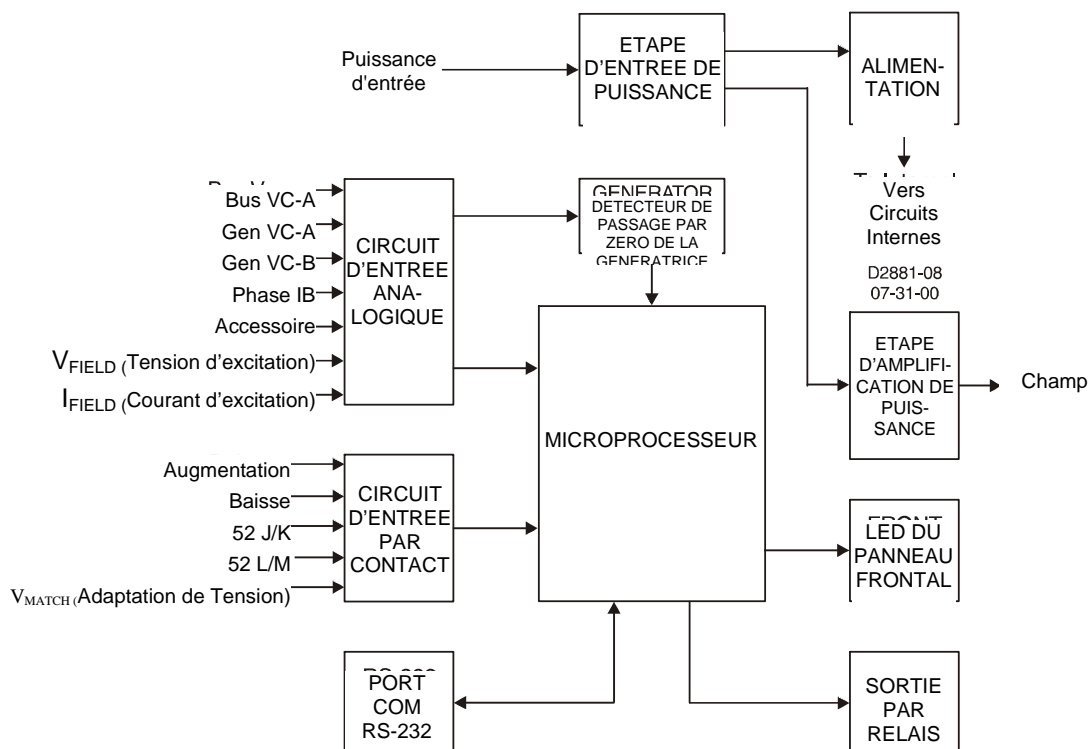 Puissance
d'entrée
ETAPE
D'ENTREE DE
PUISSANCE
ALIMEN-
TATION
Vers
Circuits
Internes
D2881-08
07-31-00
Bus VC-A
Gen VC-A
Gen VC-B
Phase IB
Accessoire
VFIELD (Tension d'excitation)
IFIELD (Courant d'excitation)
CIRCUIT
D'ENTREE
ANA-
LOGIQUE
GENERATOR
DETECTEUR DE
PASSAGE PAR
ZERO DE LA
GENERATRICE
ETAPE
D'AMPLIFI-
CATION DE
PUIS-
SANCE
Champ
MICROPROCESSEUR
Augmentation
Baisse
52 J/K
52 L/M
VMATCH (Adaptation de Tension)
CIRCUIT
D'ENTREE
PAR
CONTACT
LED DU
PANNEAU
FRONTAL
PORT
COM
RS-232
SORTIE
PAR
RELAIS